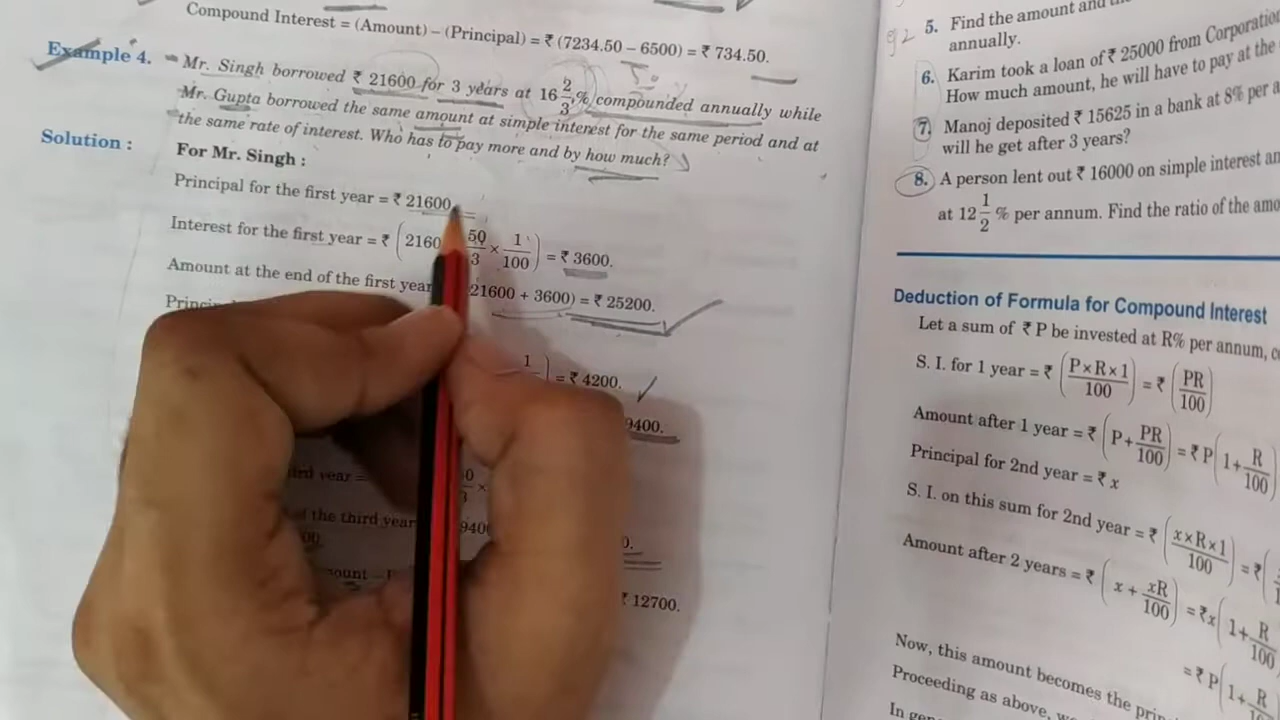 Compound Interest = (Amount) – (Principal) = ₹ (7234.50 – 6500) = ₹ 734.50.
Example 4. Mr. Singh borrowed ₹ 21600 for 3 years at 16 2/3 % compounded annually while
Mr. Gupta borrowed the same amount at simple interest for the same period and at
the same rate of interest. Who has to pay more and by how much?
Solution : For Mr. Singh :
Principal for the first year = ₹ 21600
Interest for the first year = ₹ (2160 50/3 × 1/100) = ₹ 3600.
Amount at the end of the first year 21600 + 3600) = ₹ 25200.
1 ) = ₹ 4200.
9400.
year =
of the third year 940
₹ 12700.
92
5. Find the amount and
annually.
6. Karim took a loan of ₹ 25000 from Corporation
How much amount, he will have to pay at the
7. Manoj deposited ₹ 15625 in a bank at 8% per a
will he get after 3 years?
8. A person lent out ₹ 16000 on simple interest an
at 12 1/2 % per annum. Find the ratio of the amo
Deduction of Formula for Compound Interest
Let a sum of ₹ P be invested at R% per annum,
S. I. for 1 year = ₹ (P×R×1/100) = ₹ (PR/100)
Amount after 1 year = ₹ (P + PR/100) = ₹ P(1 + R/100)
Principal for 2nd year = ₹ x
S. I. on this sum for 2nd year = ₹ (x×R×1/100) = ₹(
Amount after 2 years = ₹ (x + xR/100) = ₹x(1 + R/100
= ₹ P(1 + R
Now, this amount becomes the prin
Proceeding as above,
In gen